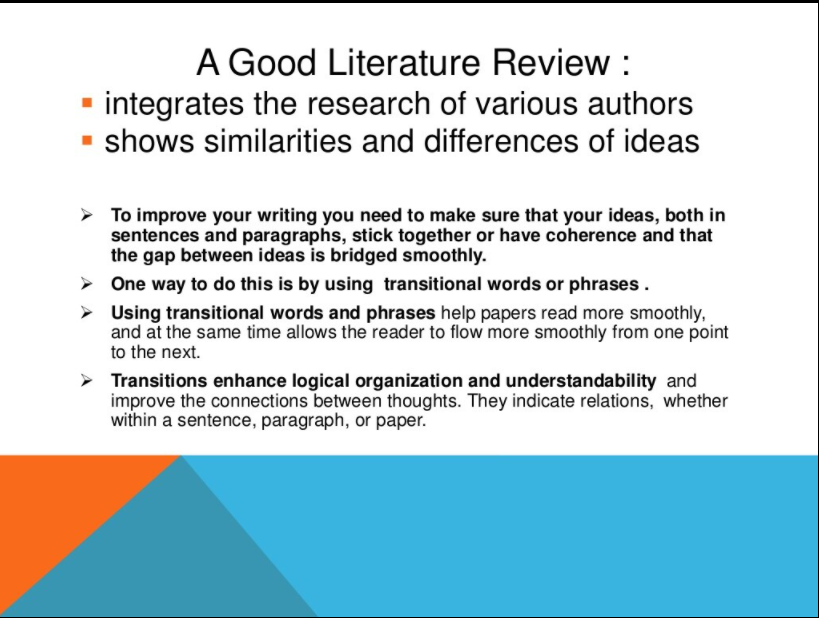 A Good Literature Review :
▪ integrates the research of various authors
▪ shows similarities and differences of ideas
➢ To improve your writing you need to make sure that your ideas, both in
sentences and paragraphs, stick together or have coherence and that
the gap between ideas is bridged smoothly.
➢ One way to do this is by using  transitional words or phrases .
➢ Using transitional words and phrases help papers read more smoothly,
and at the same time allows the reader to flow more smoothly from one point
to the next.
➢ Transitions enhance logical organization and understandability  and
improve the connections between thoughts. They indicate relations,  whether
within a sentence, paragraph, or paper.